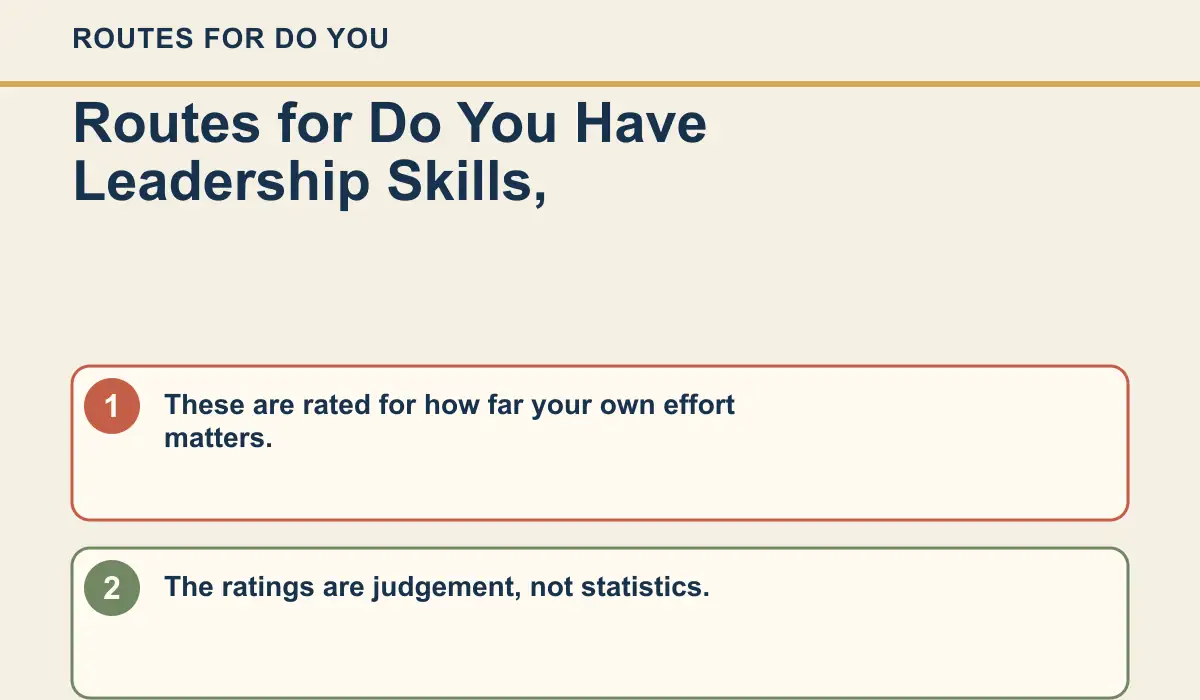 ROUTES FOR DO YOU
Routes for Do You Have
Leadership Skills,
1
These are rated for how far your own effort
matters.
2
The ratings are judgement, not statistics.